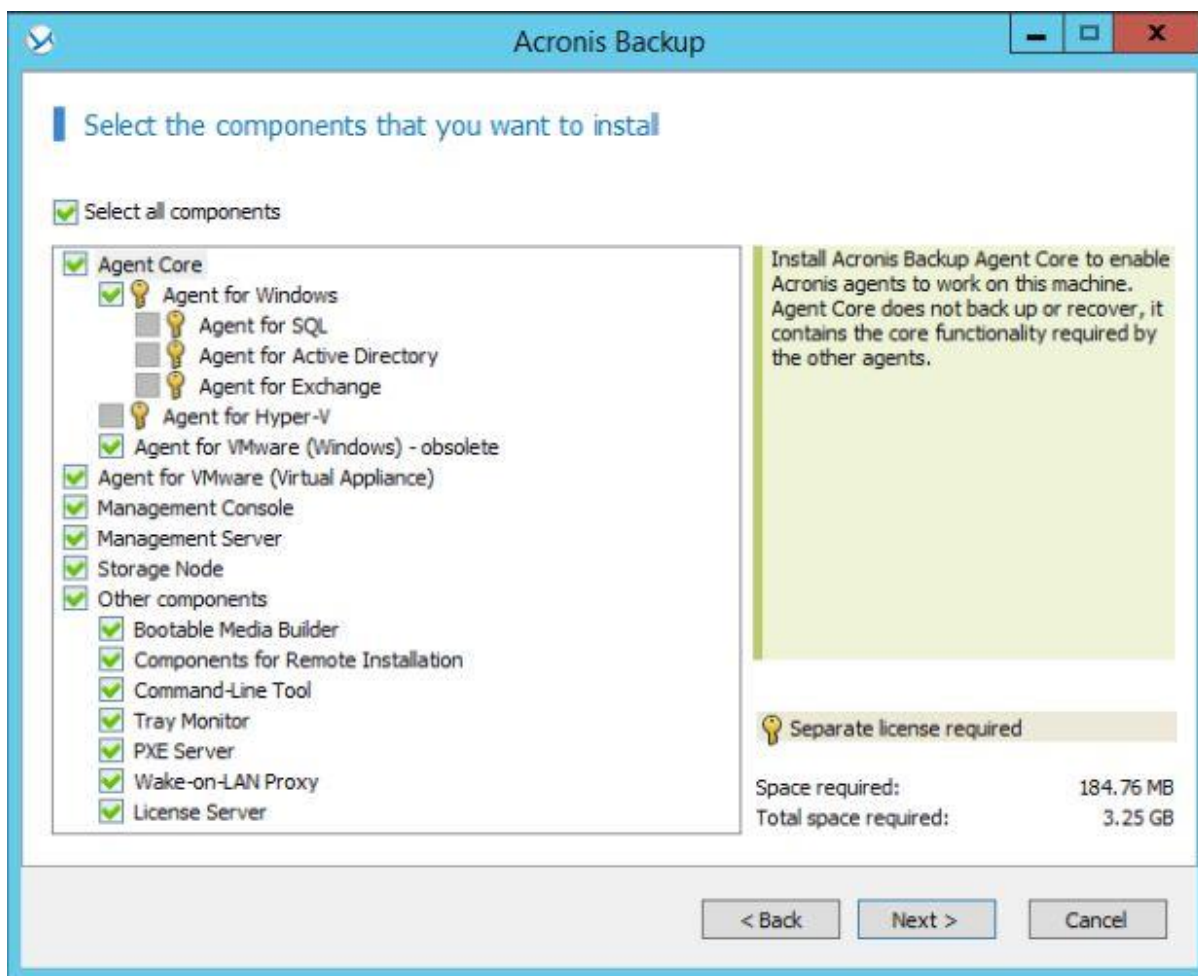 Acronis Backup
Select the components that you want to install
Select all components
Agent Core
Agent for Windows
Agent for SQL
Agent for Active Directory
Agent for Exchange
Agent for Hyper-V
Agent for VMware (Windows) - obsolete
Agent for VMware (Virtual Appliance)
Management Console
Management Server
Storage Node
Other components
Bootable Media Builder
Components for Remote Installation
Command-Line Tool
Tray Monitor
PXE Server
Wake-on-LAN Proxy
License Server
Install Acronis Backup Agent Core to enable
Acronis agents to work on this machine.
Agent Core does not back up or recover, it
contains the core functionality required by
the other agents.
Separate license required
Space required: 184.76 MB
Total space required: 3.25 GB
< Back Next > Cancel